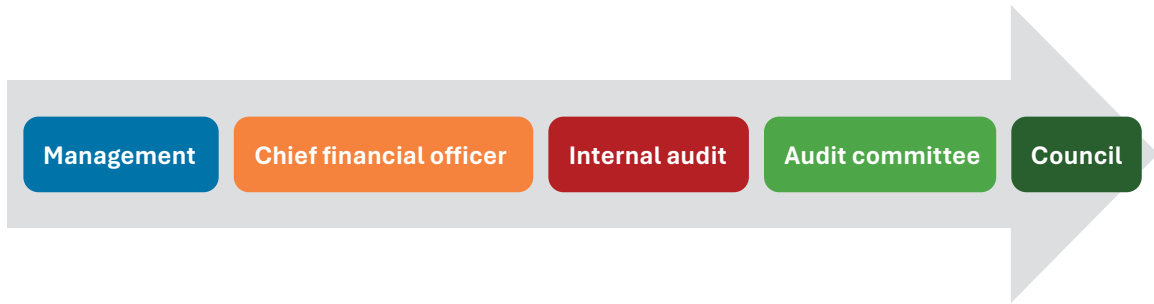 Management
Chief financial officer
Internal audit
Audit committee
Council